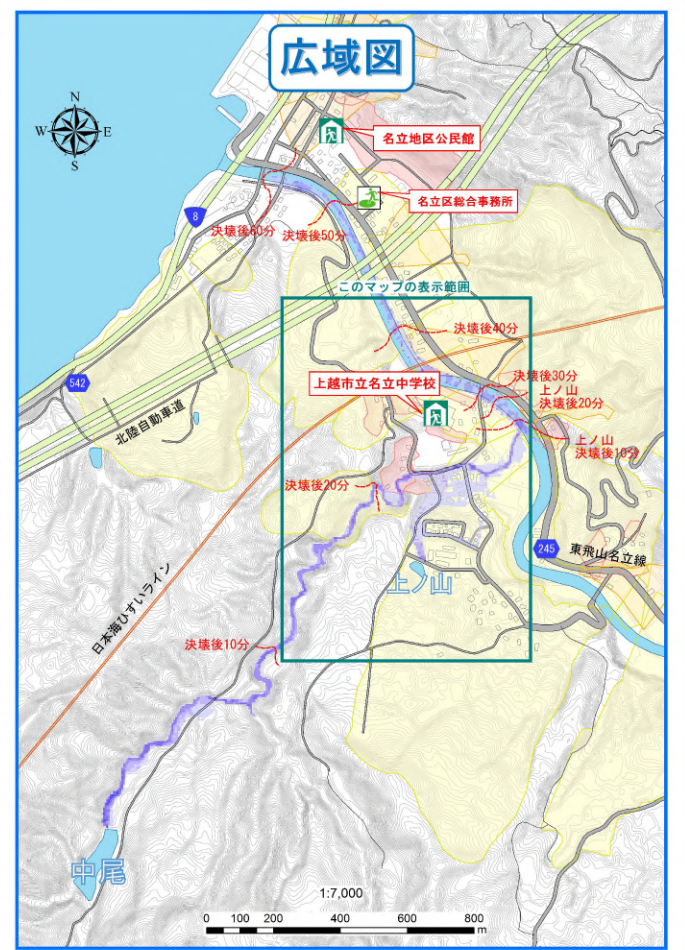 広域図
N
W
E
S
名立地区公民館
名立区総合事務所
8
決壊後60分
決壊後50分
このマップの表示範囲
決壊後40分
542
上越市立名立中学校
決壊後30分
上ノ山
決壊後20分
北陸自動車道
上ノ山
決壊後10分
決壊後20分
245
東飛山名立線
上ノ山
日本海ひすいライン
決壊後10分
中尾
1:7,000
0 100 200 400 600 800
m